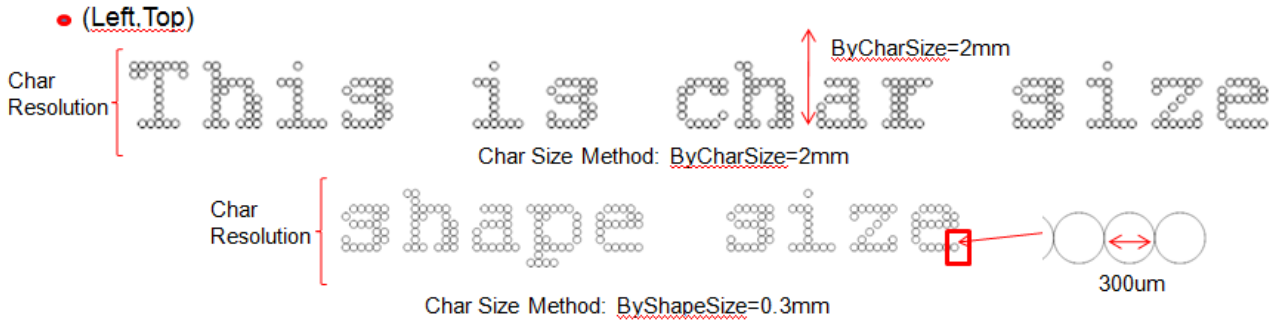 (Left,Top)
ByCharSize=2mm
Char Resolution
This is char size
Char Size Method: ByCharSize=2mm
Char Resolution
shape size
300um
Char Size Method: ByShapeSize=0.3mm